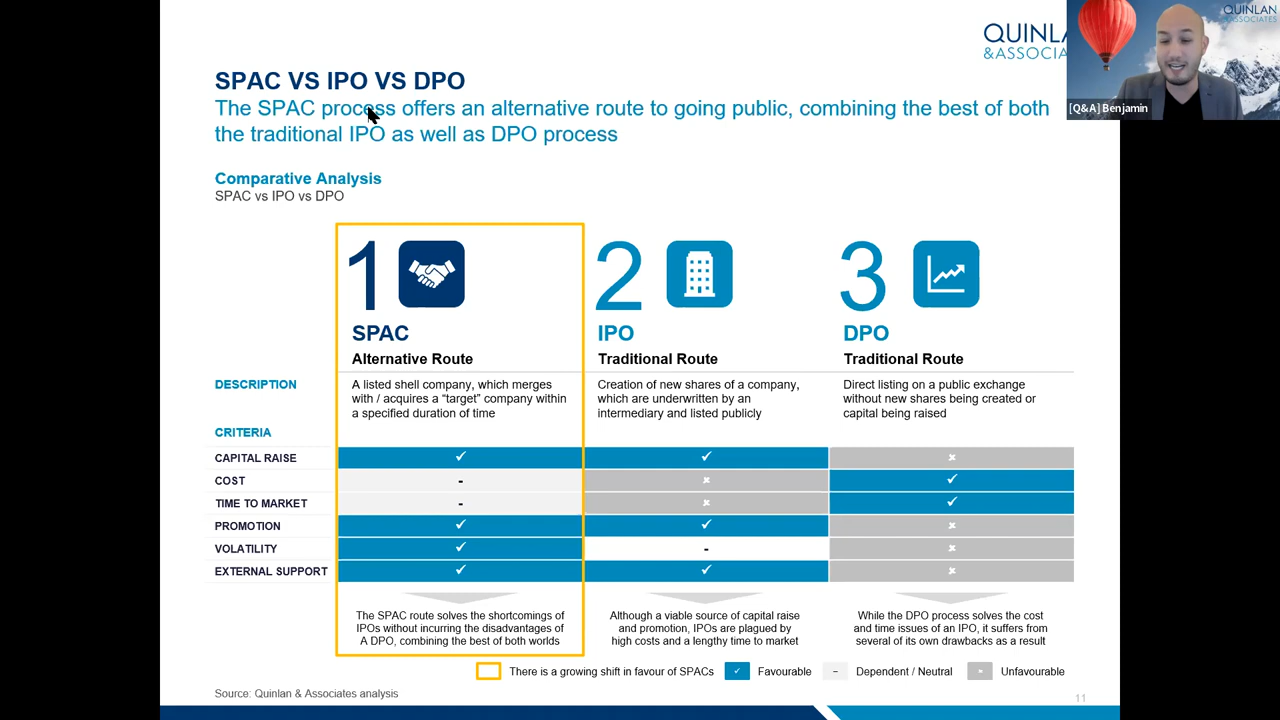 QUINLAN
& ASSOCIATES
QUINL
&ASSOCIA
[Q&A] Benjamin
SPAC VS IPO VS DPO
The SPAC process offers an alternative route to going public, combining the best of both
the traditional IPO as well as DPO process
Comparative Analysis
SPAC vs IPO vs DPO
1
2
3
SPAC
IPO
DPO
Alternative Route
Traditional Route
Traditional Route
DESCRIPTION
A listed shell company, which merges
with / acquires a “target” company within
a specified duration of time
Creation of new shares of a company,
which are underwritten by an
intermediary and listed publicly
Direct listing on a public exchange
without new shares being created or
capital being raised
CRITERIA
CAPITAL RAISE ✓ ✓ ×
COST - × ✓
TIME TO MARKET - × ✓
PROMOTION ✓ ✓ ×
VOLATILITY ✓ - ×
EXTERNAL SUPPORT ✓ ✓ ×
The SPAC route solves the shortcomings of
IPOs without incurring the disadvantages of
A DPO, combining the best of both worlds
Although a viable source of capital raise
and promotion, IPOs are plagued by
high costs and a lengthy time to market
While the DPO process solves the cost
and time issues of an IPO, it suffers from
several of its own drawbacks as a result
There is a growing shift in favour of SPACs
✓ Favourable
– Dependent / Neutral
× Unfavourable
Source: Quinlan & Associates analysis
11